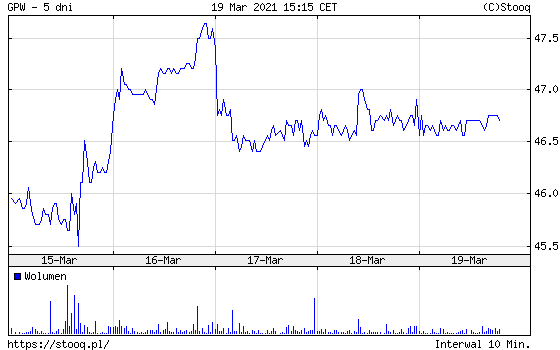 GPW - 5 dni 19 Mar 2021 15:15 CET (C)Stooq
47.5
47.0
46.5
46.0
45.5
15-Mar 16-Mar 17-Mar 18-Mar 19-Mar
Wolumen
https://stooq.pl/ Interwal 10 Min.